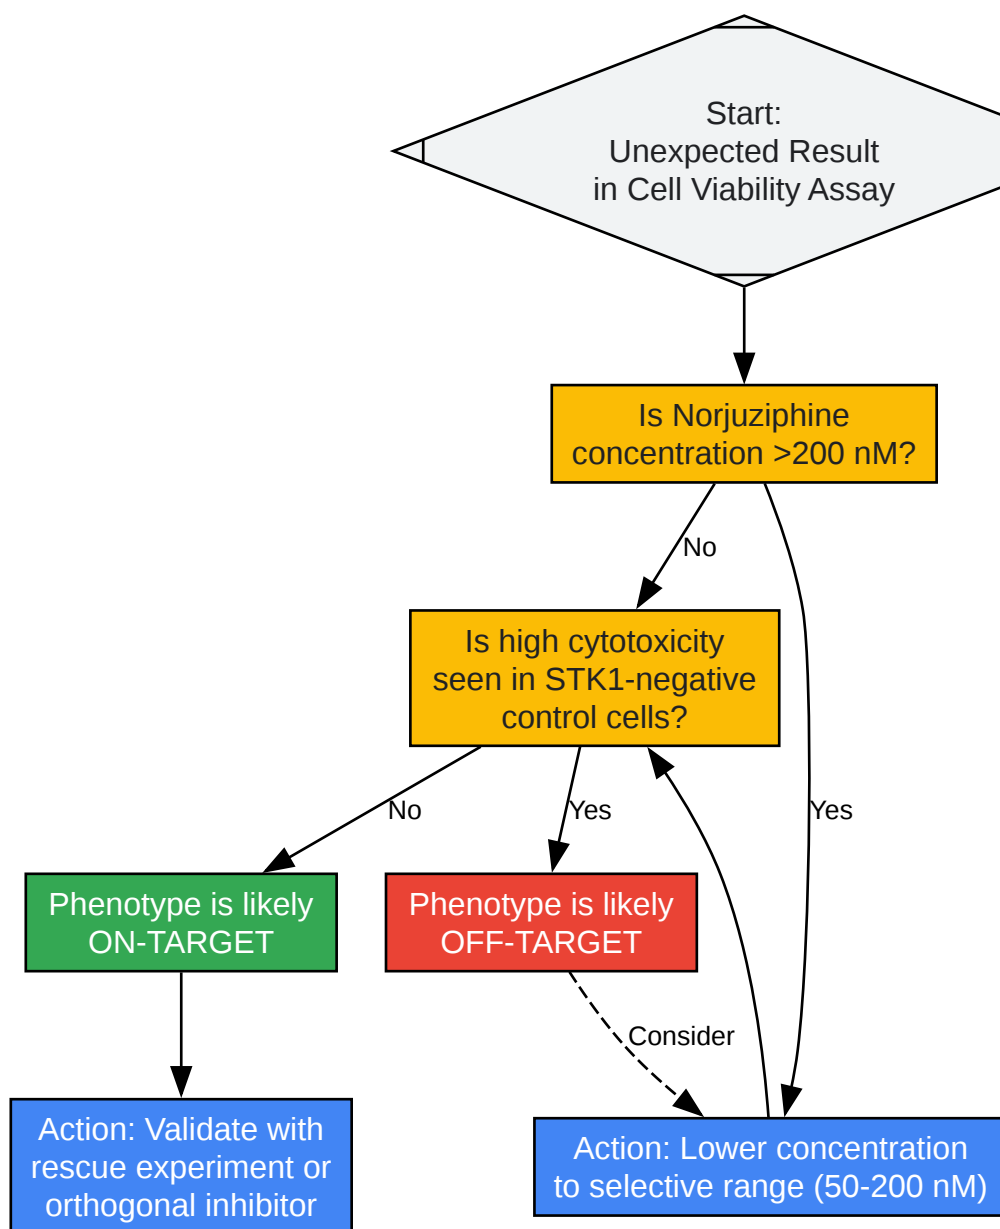 Start:
Unexpected Result
in Cell Viability Assay
Is Norjuziphine
concentration >200 nM?
No
Is high cytotoxicity
seen in STK1-negative
control cells?
No
Yes
Yes
Phenotype is likely
ON-TARGET
Phenotype is likely
OFF-TARGET
Consider
Action: Validate with
rescue experiment or
orthogonal inhibitor
Action: Lower concentration
to selective range (50-200 nM)